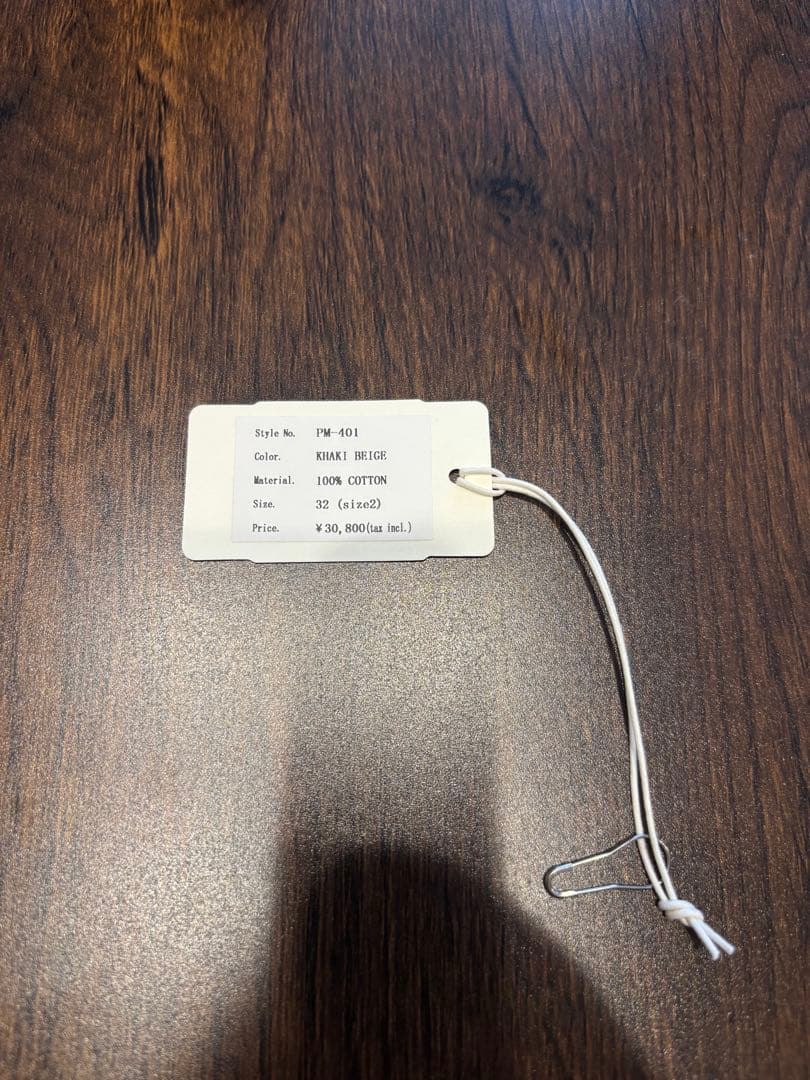 Style No. PM-401
Color. KHAKI BEIGE
Material. 100% COTTON
Size. 32 (size2)
Price. ¥30,800(tax incl.)